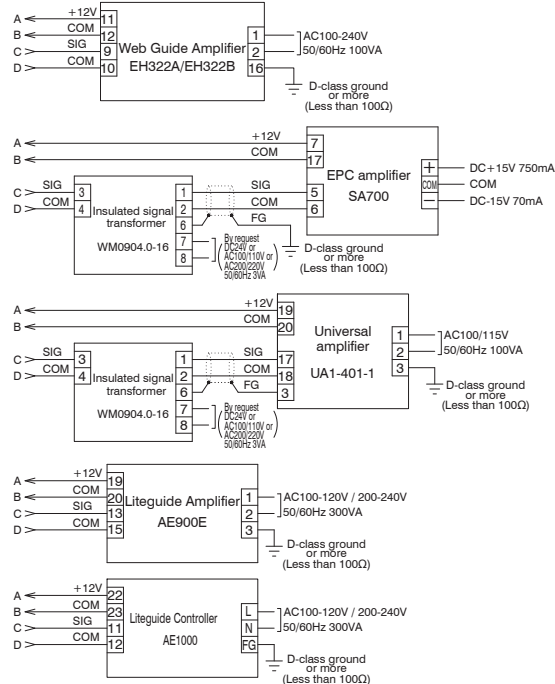 A +12V 11
B COM 12
C SIG 9
D COM 10
Web Guide Amplifier
EH322A/EH322B
1 AC100-240V
2 50/60Hz 100VA
16
D-class ground
or more
(Less than 100Ω)
A +12V 7
B COM 17
EPC amplifier
SA700
+ DC+15V 750mA
COM COM
− DC-15V 70mA
C SIG 3
D COM 4
Insulated signal
transformer
WM0904.0-16
1 SIG 5
2 COM 6
6 FG
7
8
By request
DC24V or
AC100/110V or
AC200/220V
50/60Hz 3VA
D-class ground
or more
(Less than 100Ω)
A +12V 19
B COM 20
Universal
amplifier
UA1-401-1
1 AC100/115V
2 50/60Hz 100VA
3
D-class ground
or more
(Less than 100Ω)
C SIG 3
D COM 4
Insulated signal
transformer
WM0904.0-16
1 SIG 17
2 COM 18
6 FG 3
7
8
By request
DC24V or
AC100/110V or
AC200/220V
50/60Hz 3VA
A +12V 19
B COM 20
C SIG 13
D COM 15
Liteguide Amplifier
AE900E
1 AC100-120V / 200-240V
2 50/60Hz 300VA
3
D-class ground
or more
(Less than 100Ω)
A +12V 22
B COM 23
C SIG 11
D COM 12
Liteguide Controller
AE1000
L AC100-120V / 200-240V
N 50/60Hz 300VA
FG
D-class ground
or more
(Less than 100Ω)